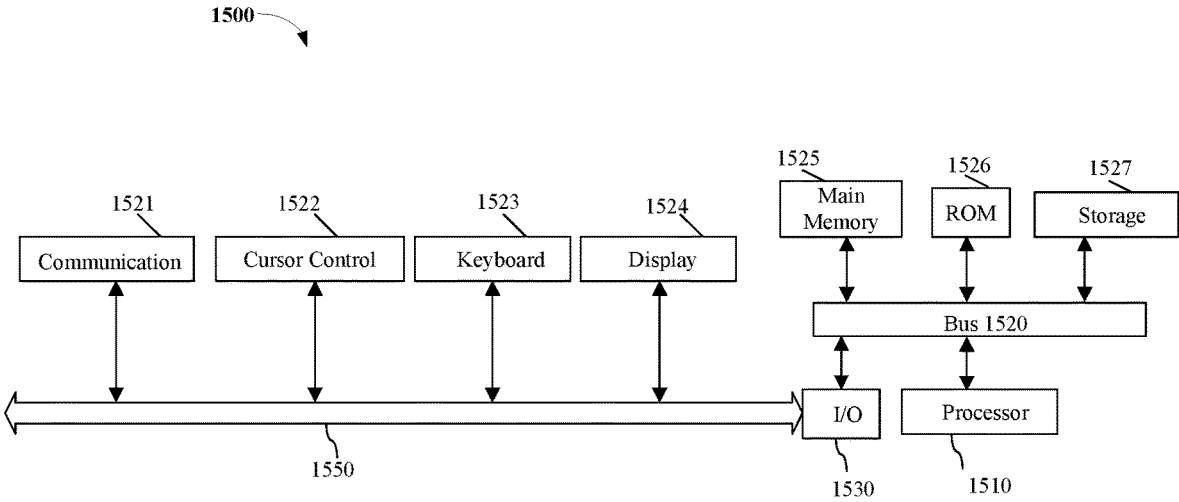 1500
1525
1526
1527
1521
1522
1523
1524
Main
Memory
ROM
Storage
Communication
Cursor Control
Keyboard
Display
Bus 1520
I/O
Processor
1550
1530
1510